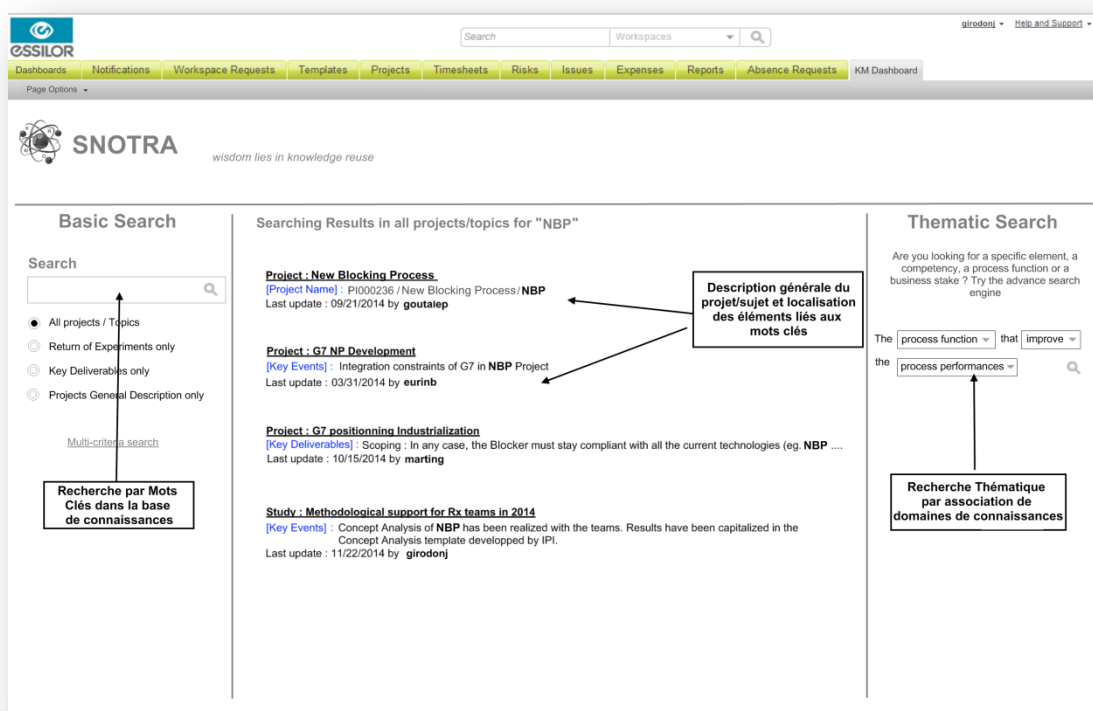 essilor
Search Workspaces
girodonj Help and Support
Dashboards Notifications Workspace Requests Templates Projects Timesheets Risks Issues Expenses Reports Absence Requests KM Dashboard
Page Options
SNOTRA
wisdom lies in knowledge reuse
Basic Search
Search
All projects / Topics
Return of Experiments only
Key Deliverables only
Projects General Description only
Multi-criteria search
Recherche par Mots
Clés dans la base
de connaissances
Searching Results in all projects/topics for "NBP"
Project : New Blocking Process
[Project Name] : PI000236 / New Blocking Process/ NBP
Last update : 09/21/2014 by goutaiep
Project : G7 NP Development
[Key Events] : Integration constraints of G7 in NBP Project
Last update : 03/31/2014 by eurinb
Project : G7 positionning Industrialization
[Key Deliverables] : Scoping : In any case, the Blocker must stay compliant with all the current technologies (eg. NBP ....
Last update : 10/15/2014 by marting
Study : Methodological support for Rx teams in 2014
[Key Events] : Concept Analysis of NBP has been realized with the teams. Results have been capitalized in the
Concept Analysis template developped by IPI.
Last update : 11/22/2014 by girodonj
Description générale du
projet/sujet et localisation
des éléments liés aux
mots clés
Thematic Search
Are you looking for a specific element, a
competency, a process function or a
business stake ? Try the advance search
engine
The process function that improve
the process performances
Recherche Thématique
par association de
domaines de connaissances